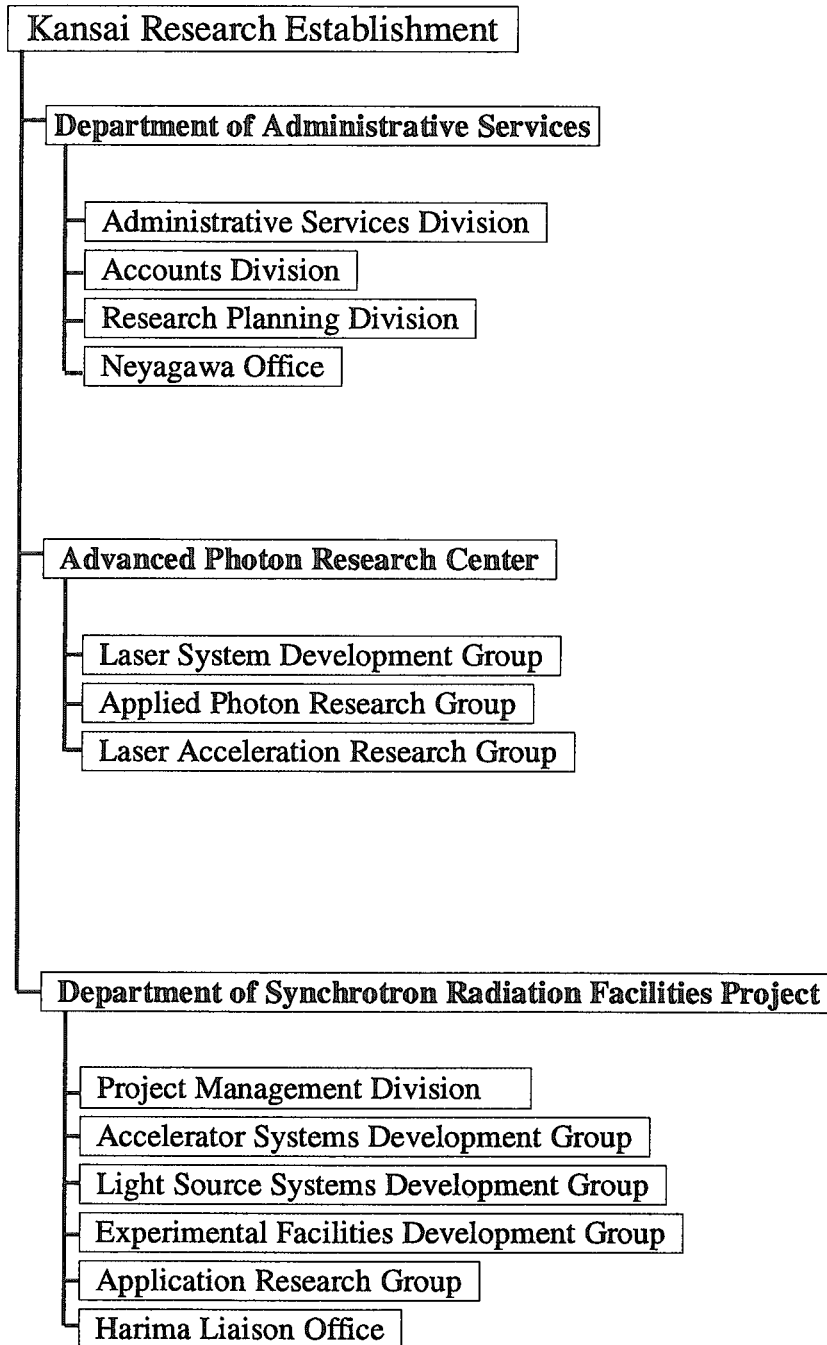 Kansai Research Establishment
Department of Administrative Services
Administrative Services Division
Accounts Division
Research Planning Division
Neyagawa Office
Advanced Photon Research Center
Laser System Development Group
Applied Photon Research Group
Laser Acceleration Research Group
Department of Synchrotron Radiation Facilities Project
Project Management Division
Accelerator Systems Development Group
Light Source Systems Development Group
Experimental Facilities Development Group
Application Research Group
Harima Liaison Office